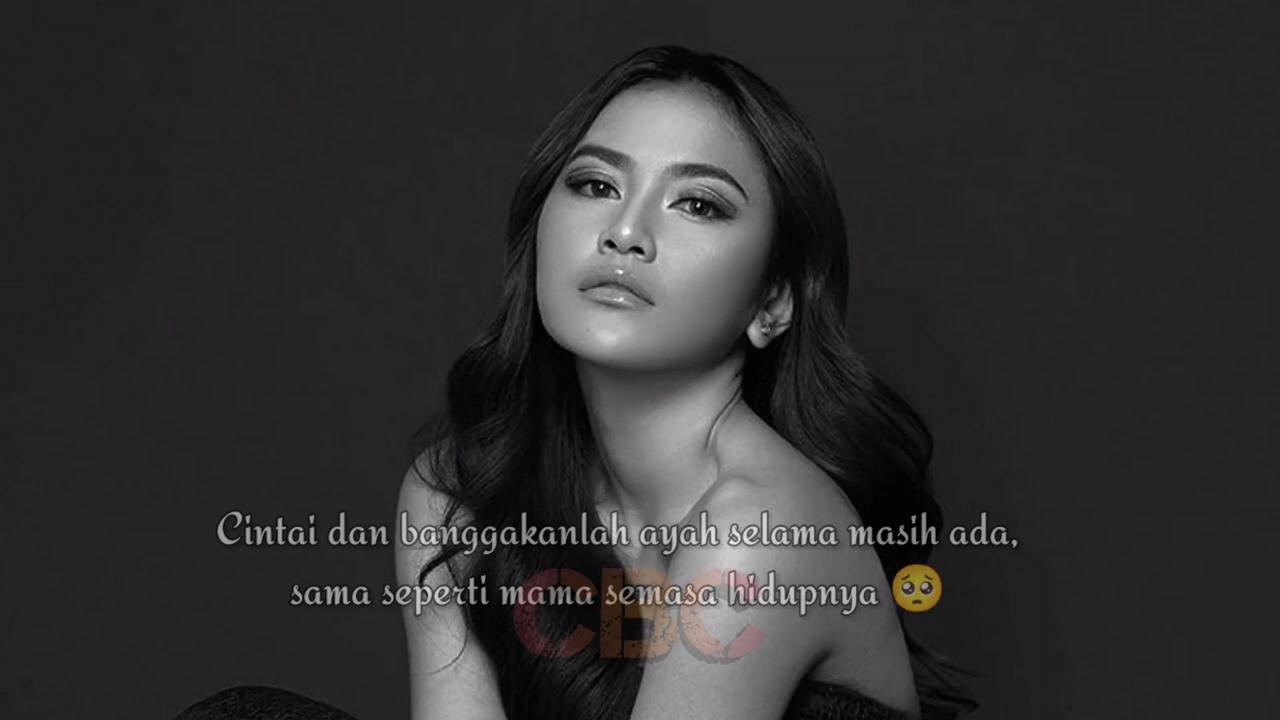 Cintai dan banggakanlah ayah selama masih ada,
sama seperti mama semasa hidupnya 🥺
CBC